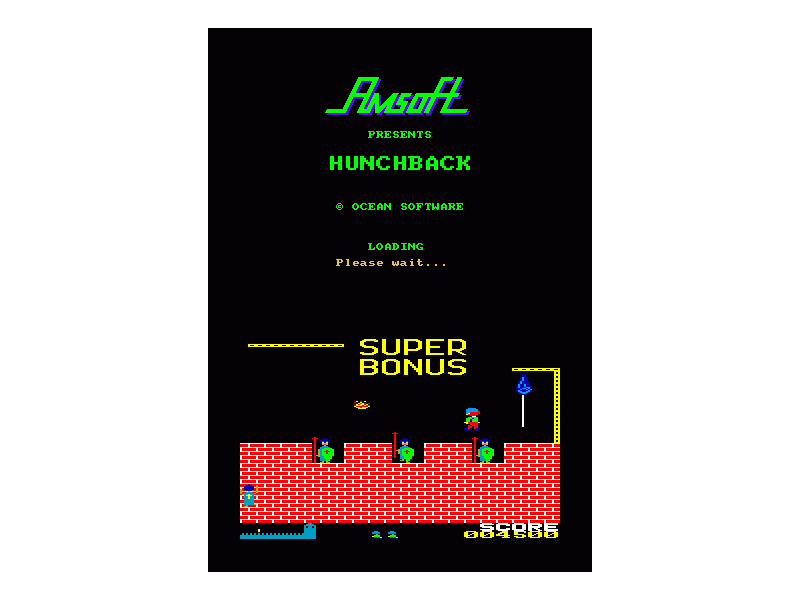 Amsoft
PRESENTS
HUNCHBACK
© OCEAN SOFTWARE
LOADING
Please wait...
SUPER
BONUS
SCORE
004500